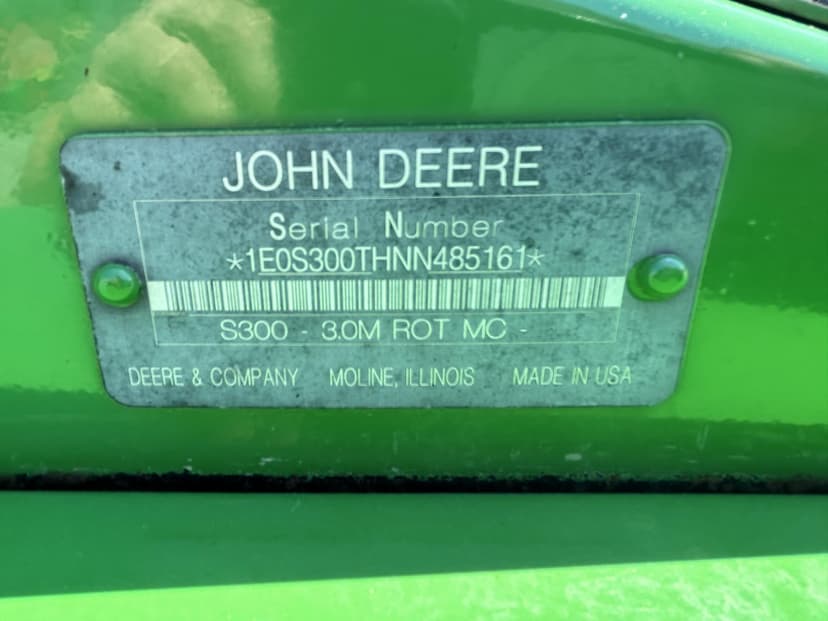 JOHN DEERE
Serial Number
*1E0S300THNN485161*
S300 - 3.0M ROT MC -
DEERE & COMPANY MOLINE, ILLINOIS MADE IN USA